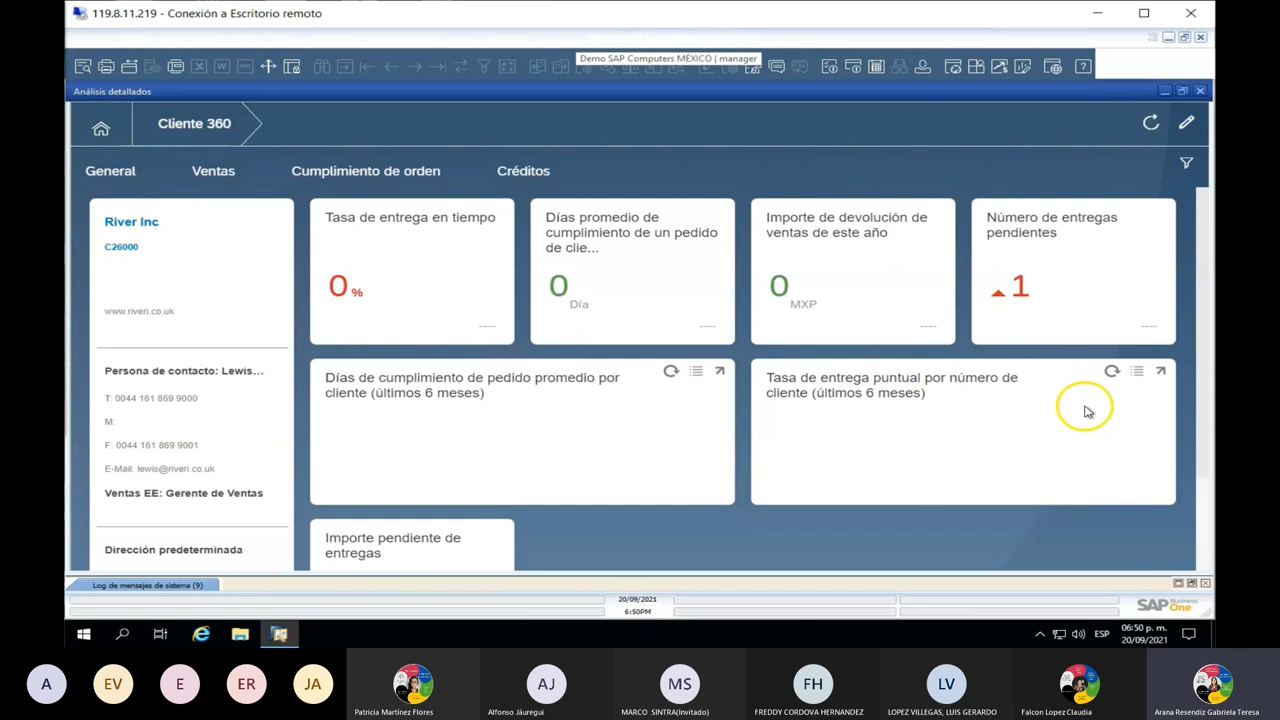 119.8.11.219 - Conexión a Escritorio remoto
Demo SAP Computers MÉXICO | manager
Análisis detallados
Cliente 360
General Ventas Cumplimiento de orden Créditos
River Inc
C26000
www.riveri.co.uk
Persona de contacto: Lewis...
T: 0044 161 869 9000
M:
F: 0044 161 869 9001
E-Mail: lewis@riveri.co.uk
Ventas EE: Gerente de Ventas
Dirección predeterminada
Tasa de entrega en tiempo
0 %
----
Días promedio de
cumplimiento de un pedido
de clie...
0
Día
----
Importe de devolución de
ventas de este año
0
MXP
----
Número de entregas
pendientes
1
----
Días de cumplimiento de pedido promedio por
cliente (últimos 6 meses)
Tasa de entrega puntual por número de
cliente (últimos 6 meses)
Importe pendiente de
entregas
Log de mensajes de sistema (9)
20/09/2021
6:50PM
SAP Business One
ESP
06:50 p. m.
20/09/2021
A EV E ER JA
Patricia Martínez Flores
AJ
Alfonso Jáuregui
MS
MARCO SINTRA(Invitado)
FH
FREDDY CORDOVA HERNANDEZ
LV
LOPEZ VILLEGAS, LUIS GERARDO
Falcon Lopez Claudia
Arana Resendiz Gabriela Teresa